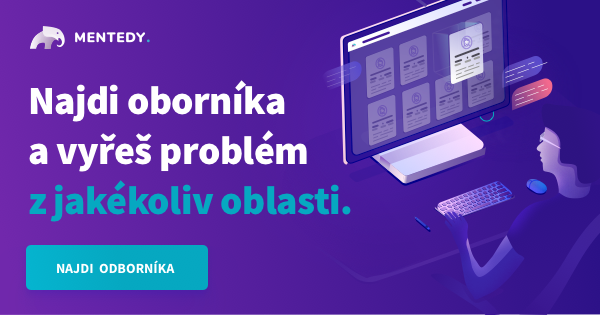 MENTEDY.
Najdi oborníka
a vyřeš problém
z jakékoliv oblasti.
NAJDI ODBORNÍKA